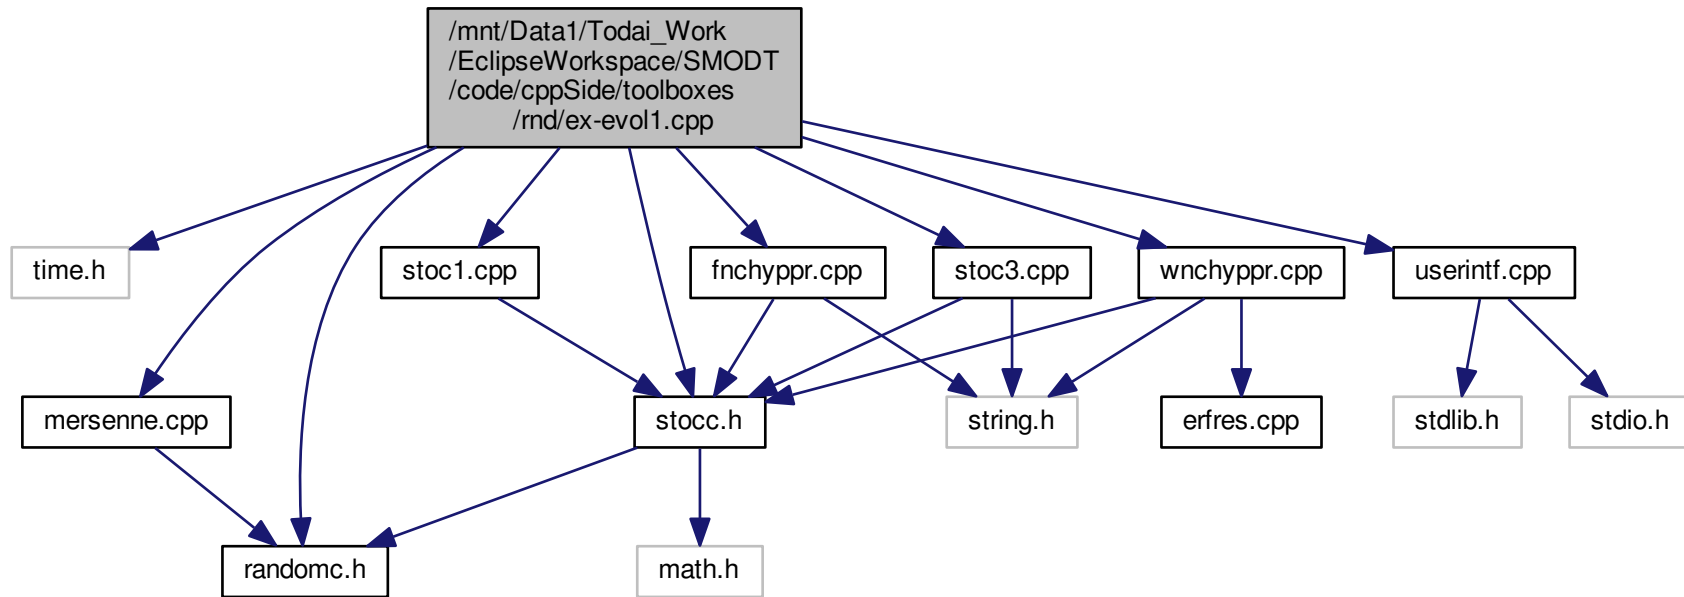 /mnt/Data1/Todai_Work
/EclipseWorkspace/SMODT
/code/cppSide/toolboxes
/rnd/ex-evol1.cpp
time.h
stoc1.cpp
fnchyppr.cpp
stoc3.cpp
wnchyppr.cpp
userintf.cpp
mersenne.cpp
stocc.h
string.h
erfres.cpp
stdlib.h
stdio.h
randomc.h
math.h